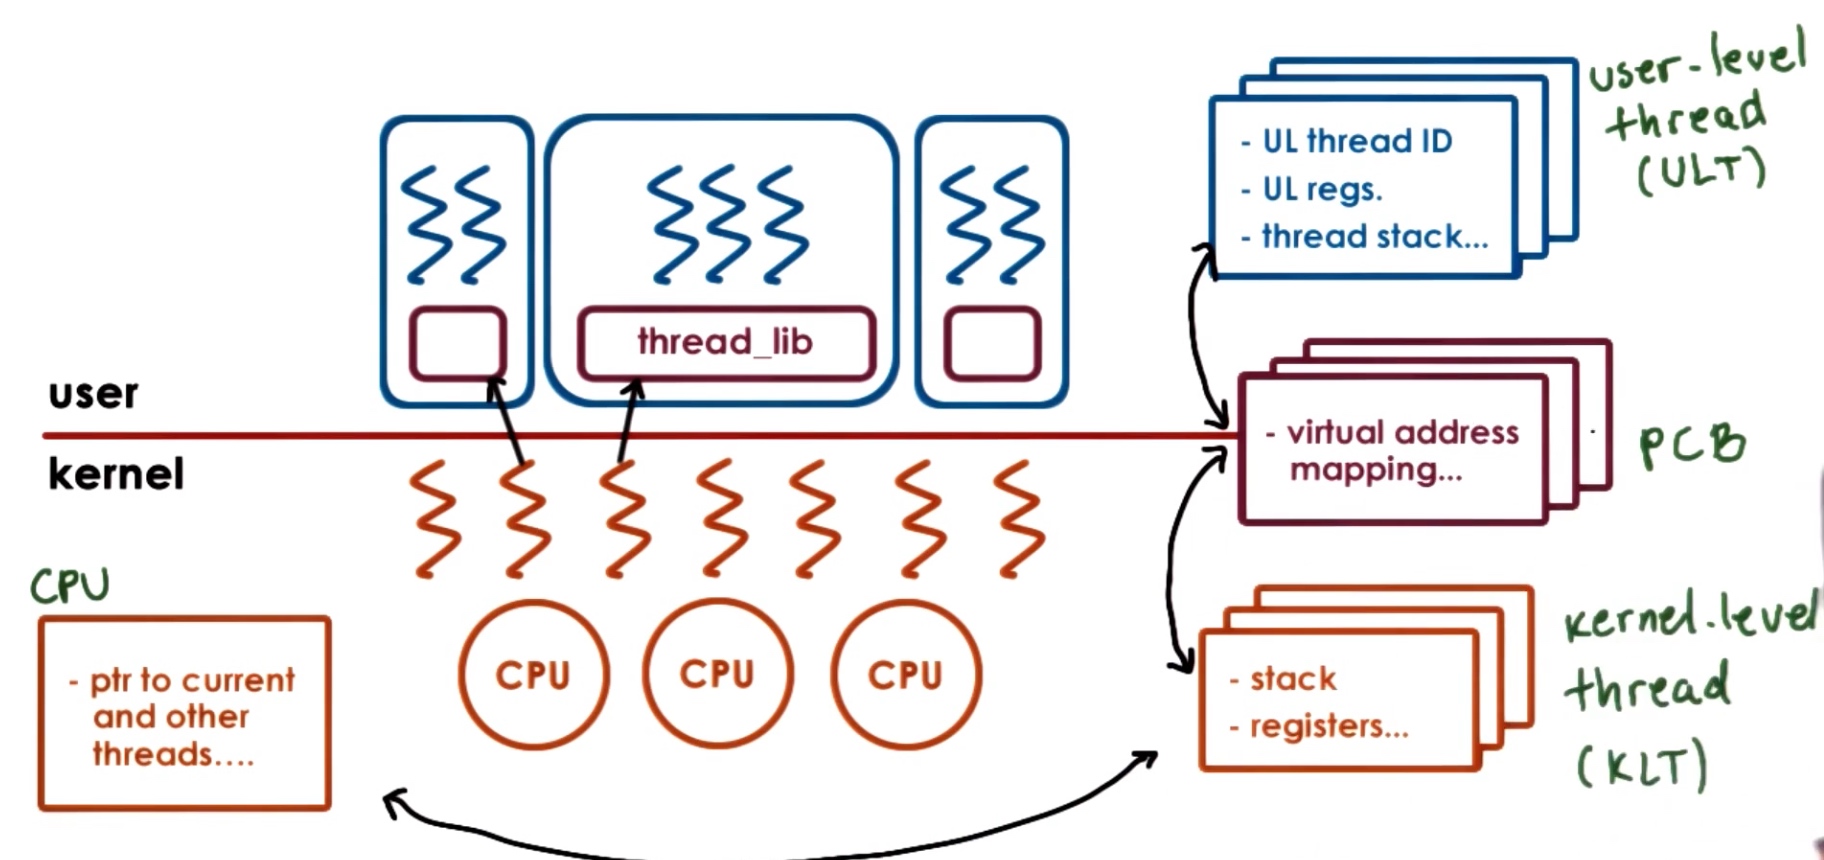 user-level
thread
(ULT)
- UL thread ID
- UL regs.
- thread stack...
thread_lib
user
kernel
- virtual address
mapping...
PCB
CPU
- ptr to current
and other
threads....
CPU
CPU
CPU
- stack
- registers...
kernel-level
thread
(KLT)